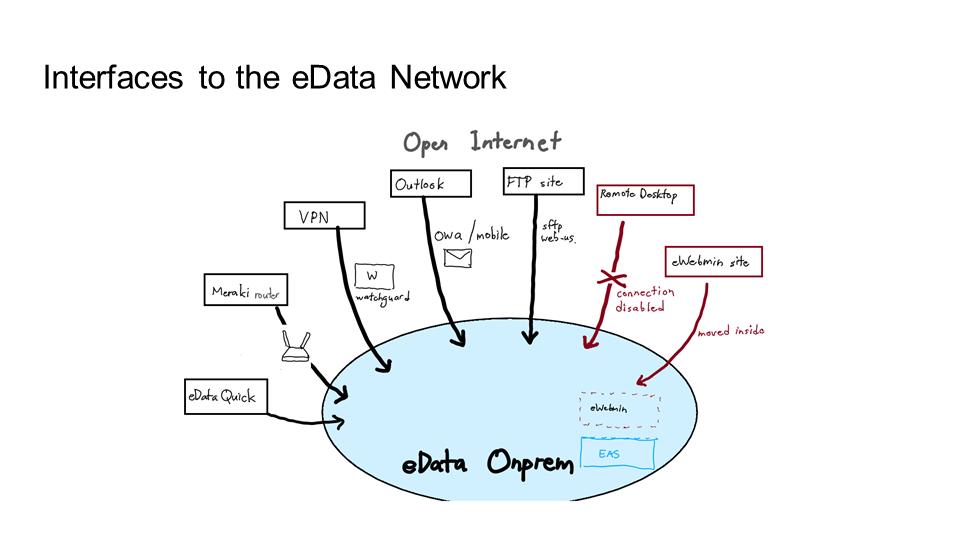 Interfaces to the eData Network
Open Internet
Outlook
FTP site
Remote Desktop
VPN
owa / mobile
sftp
web-us.
eWebmin site
W
watchguard
Meraki router
connection
disabled
moved inside
eData Quick
eWebmin
EAS
eData Onprem